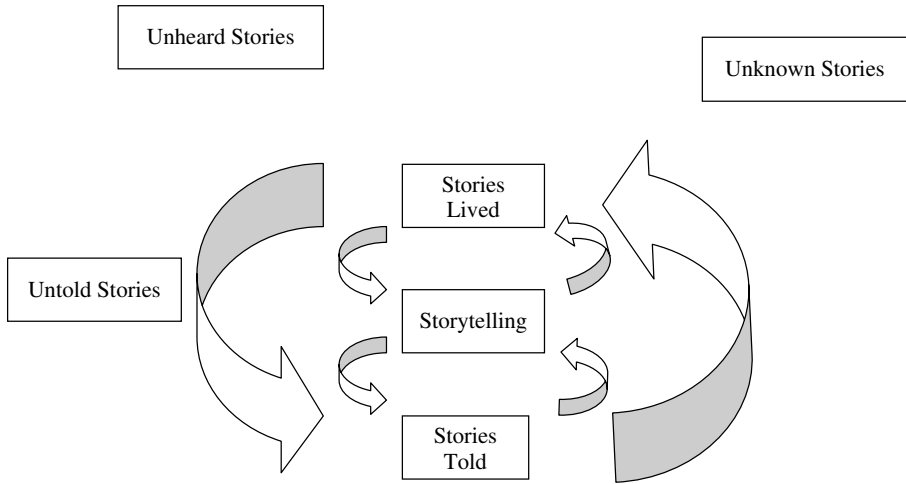 Unheard Stories
Unknown Stories
Stories
Lived
Untold Stories
Storytelling
Stories
Told